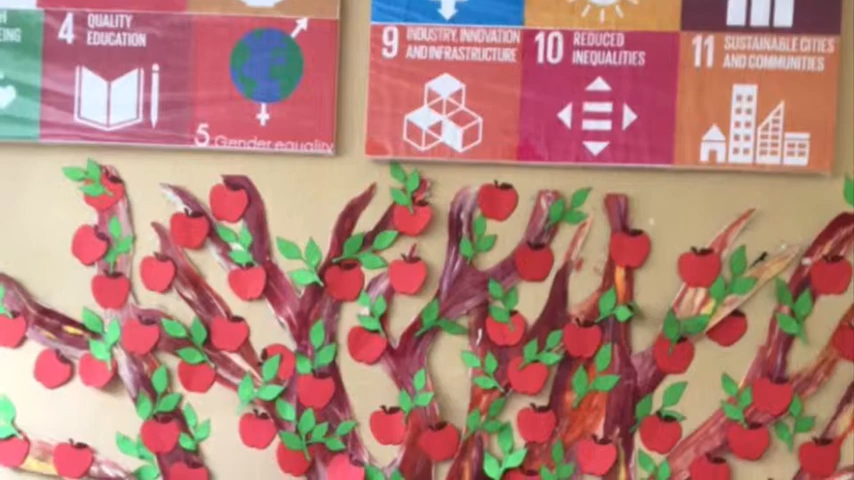 4 QUALITY
EDUCATION
5 Gender equality
9 INDUSTRY, INNOVATION
AND INFRASTRUCTURE
10 REDUCED
INEQUALITIES
11 SUSTAINABLE CITIES
AND COMMUNITIES